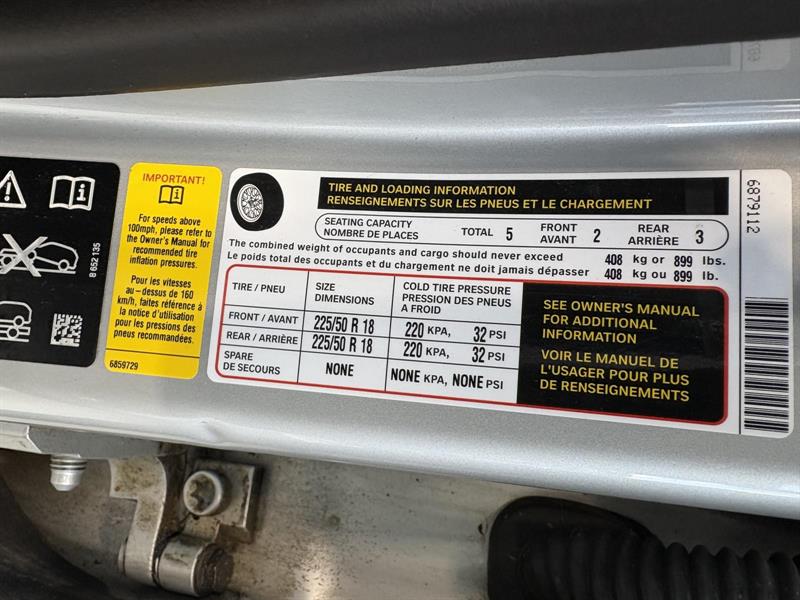 8 652 135
IMPORTANT!
For speeds above
100mph, please refer to
the Owner's Manual for
recommended tire
inflation pressures.
Pour les vitesses
au-dessus de 160
km/h, faites référence à
la notice d'utilisation
pour les pressions des
pneus recommandées.
6859729
TIRE AND LOADING INFORMATION
RENSEIGNEMENTS SUR LES PNEUS ET LE CHARGEMENT
SEATING CAPACITY
NOMBRE DE PLACES
TOTAL 5
FRONT
AVANT 2
REAR
ARRIÈRE 3
The combined weight of occupants and cargo should never exceed 408 kg or 899 lbs.
Le poids total des occupants et du chargement ne doit jamais dépasser 408 kg ou 899 lb.
TIRE / PNEU
SIZE
DIMENSIONS
COLD TIRE PRESSURE
PRESSION DES PNEUS
A FROID
FRONT / AVANT 225/50 R 18 220 KPA, 32 PSI
REAR / ARRIÈRE 225/50 R 18 220 KPA, 32 PSI
SPARE
DE SECOURS
NONE NONE KPA, NONE PSI
SEE OWNER'S MANUAL
FOR ADDITIONAL
INFORMATION
VOIR LE MANUEL DE
L'USAGER POUR PLUS
DE RENSEIGNEMENTS
6879112